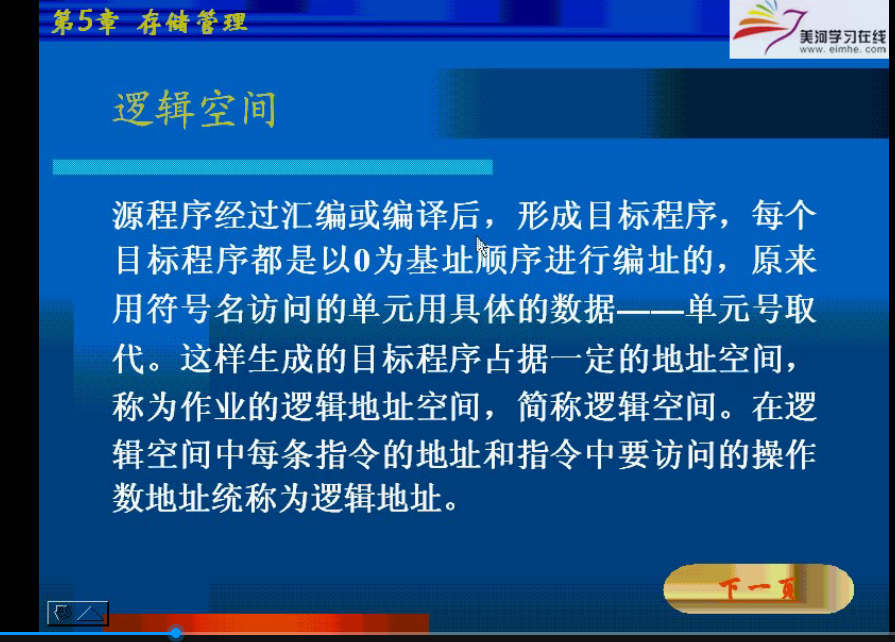 第5章 存储管理
美河学习在线
www.eimhe.com
逻辑空间
源程序经过汇编或编译后，形成目标程序，每个
目标程序都是以0为基址顺序进行编址的，原来
用符号名访问的单元用具体的数据——单元号取
代。这样生成的目标程序占据一定的地址空间，
称为作业的逻辑地址空间，简称逻辑空间。在逻
辑空间中每条指令的地址和指令中要访问的操作
数地址统称为逻辑地址。
下一页